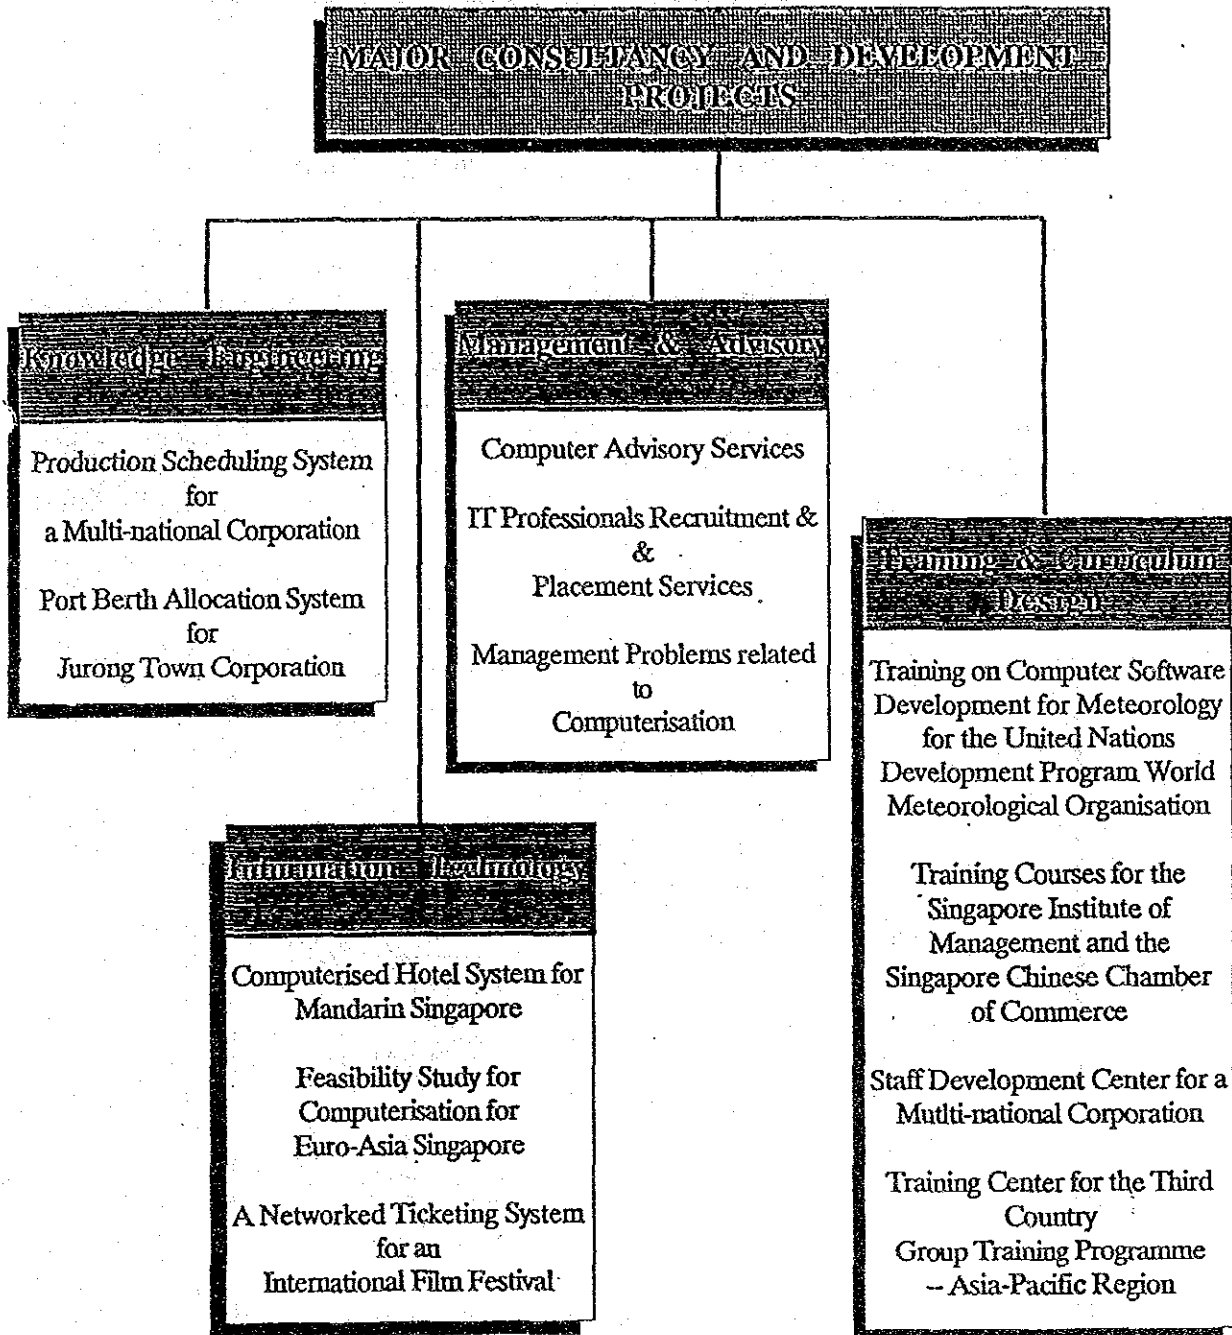 MAJOR CONSULTANCY AND DEVELOPMENT
PROJECTS
Knowledge Engineering
Production Scheduling System
for
a Multi-national Corporation
Port Berth Allocation System
for
Jurong Town Corporation
Management & Advisory
Computer Advisory Services
IT Professionals Recruitment &
&
Placement Services
Management Problems related
to
Computerisation
Information Technology
Computerised Hotel System for
Mandarin Singapore
Feasibility Study for
Computerisation for
Euro-Asia Singapore
A Networked Ticketing System
for an
International Film Festival
Training & Curriculum
Design
Training on Computer Software
Development for Meteorology
for the United Nations
Development Program World
Meteorological Organisation
Training Courses for the
Singapore Institute of
Management and the
Singapore Chinese Chamber
of Commerce
Staff Development Center for a
Mutlti-national Corporation
Training Center for the Third
Country
Group Training Programme
– Asia-Pacific Region